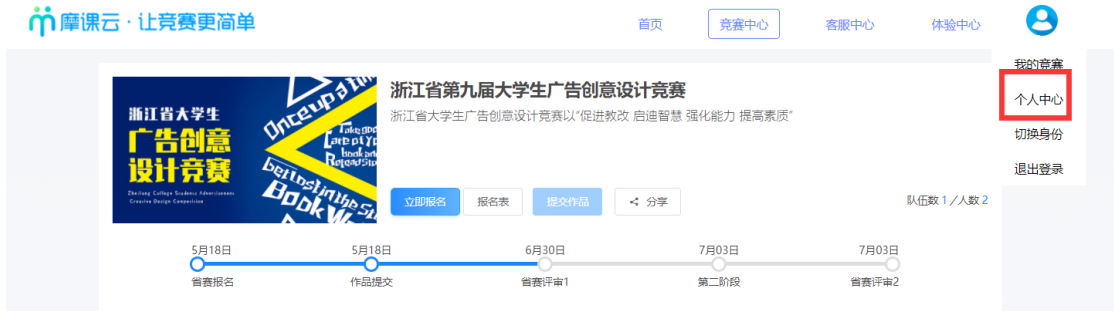 摩课云·让竞赛更简单
首页 竞赛中心 客服中心 体验中心
我的竞赛
个人中心
切换身份
退出登录
浙江省大学生
广告创意
设计竞赛
浙江省第九届大学生广告创意设计竞赛
浙江省大学生广告创意设计竞赛以“促进教改 启迪智慧 强化能力 提高素质”
立即报名 报名表 提交作品 分享
队伍数 1 / 人数 2
5月18日 5月18日 6月30日 7月03日 7月03日
省赛报名 作品提交 省赛评审1 第二阶段 省赛评审2